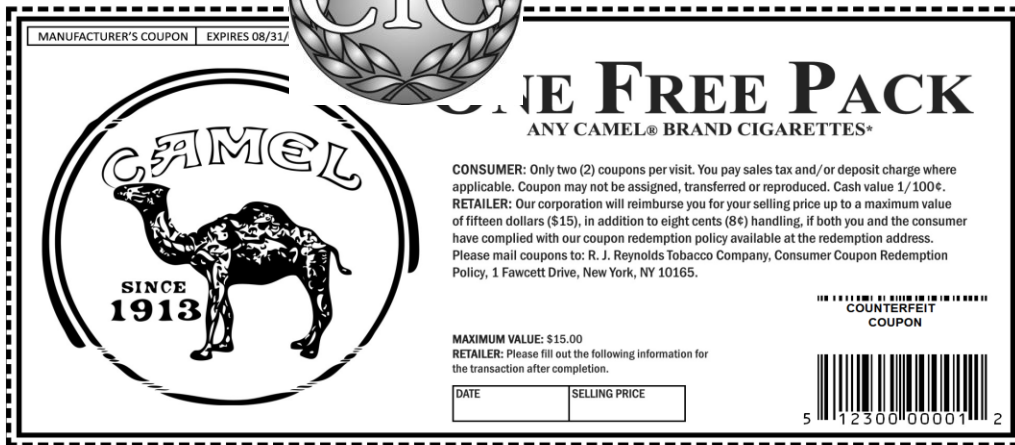 CIC
MANUFACTURER'S COUPON
EXPIRES 08/31/
NE FREE PACK
ANY CAMEL® BRAND CIGARETTES*
CAMEL
SINCE
1913
CONSUMER: Only two (2) coupons per visit. You pay sales tax and/or deposit charge where
applicable. Coupon may not be assigned, transferred or reproduced. Cash value 1/100¢.
RETAILER: Our corporation will reimburse you for your selling price up to a maximum value
of fifteen dollars ($15), in addition to eight cents (8¢) handling, if both you and the consumer
have complied with our coupon redemption policy available at the redemption address.
Please mail coupons to: R. J. Reynolds Tobacco Company, Consumer Coupon Redemption
Policy, 1 Fawcett Drive, New York, NY 10165.
COUNTERFEIT
COUPON
MAXIMUM VALUE: $15.00
RETAILER: Please fill out the following information for
the transaction after completion.
DATE
SELLING PRICE
5 12300 00001 2